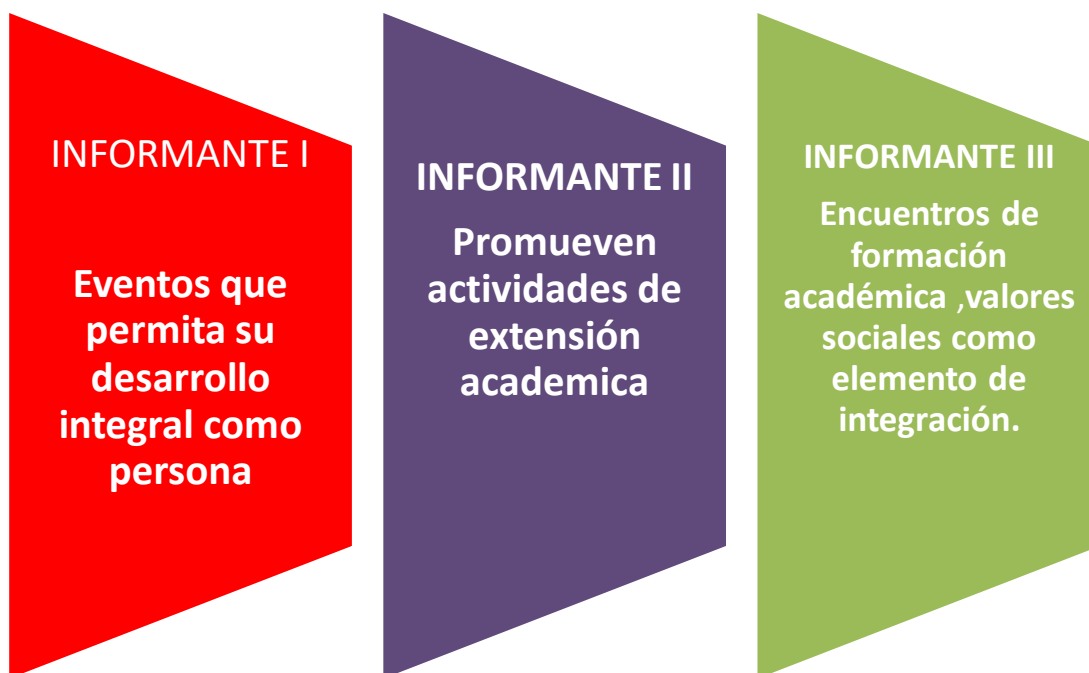 INFORMANTE I
Eventos que
permita su
desarrollo
integral como
persona
INFORMANTE II
Promueven
actividades de
extensión
academica
INFORMANTE III
Encuentros de
formación
académica ,valores
sociales como
elemento de
integración.